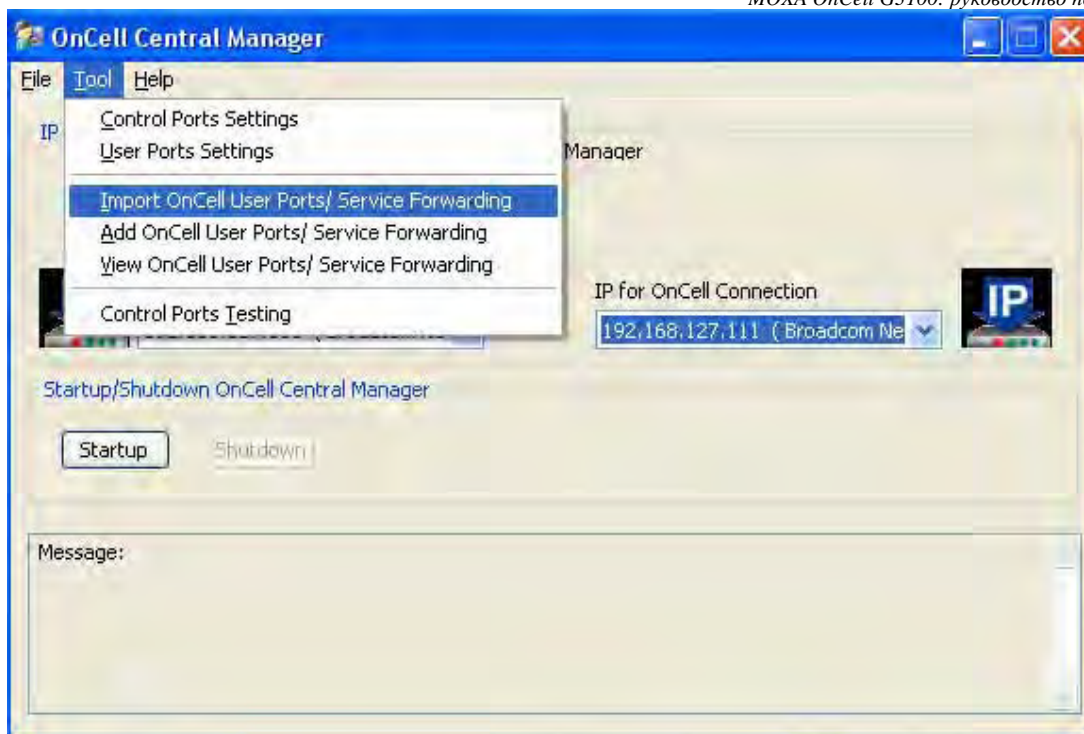 MOXA OnCell G3100: руководство
OnCell Central Manager
File Tool Help
IP
Control Ports Settings
User Ports Settings
Manager
Import OnCell User Ports/ Service Forwarding
Add OnCell User Ports/ Service Forwarding
View OnCell User Ports/ Service Forwarding
Control Ports Testing
IP for OnCell Connection
IP
192.168.127.111 ( Broadcom Ne
Startup/Shutdown OnCell Central Manager
Startup Shutdown
Message: